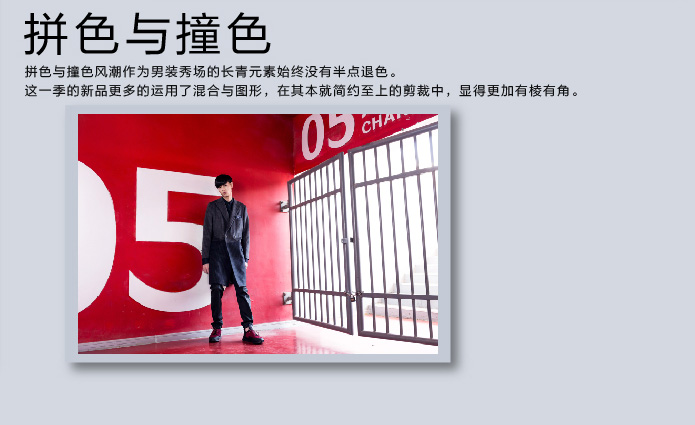 拼色与撞色
拼色与撞色风潮作为男装秀场的长青元素始终没有半点退色。
这一季的新品更多的运用了混合与图形，在其本就简约至上的剪裁中，显得更加有棱有角。
05
05